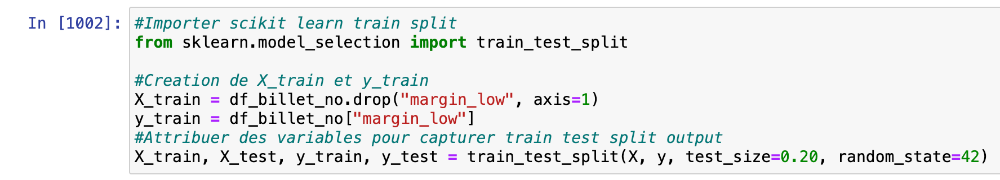 In [1002]: #Importer scikit learn train split
from sklearn.model_selection import train_test_split
#Creation de X_train et y_train
X_train = df_billet_no.drop("margin_low", axis=1)
y_train = df_billet_no["margin_low"]
#Attribuer des variables pour capturer train test split output
X_train, X_test, y_train, y_test = train_test_split(X, y, test_size=0.20, random_state=42)